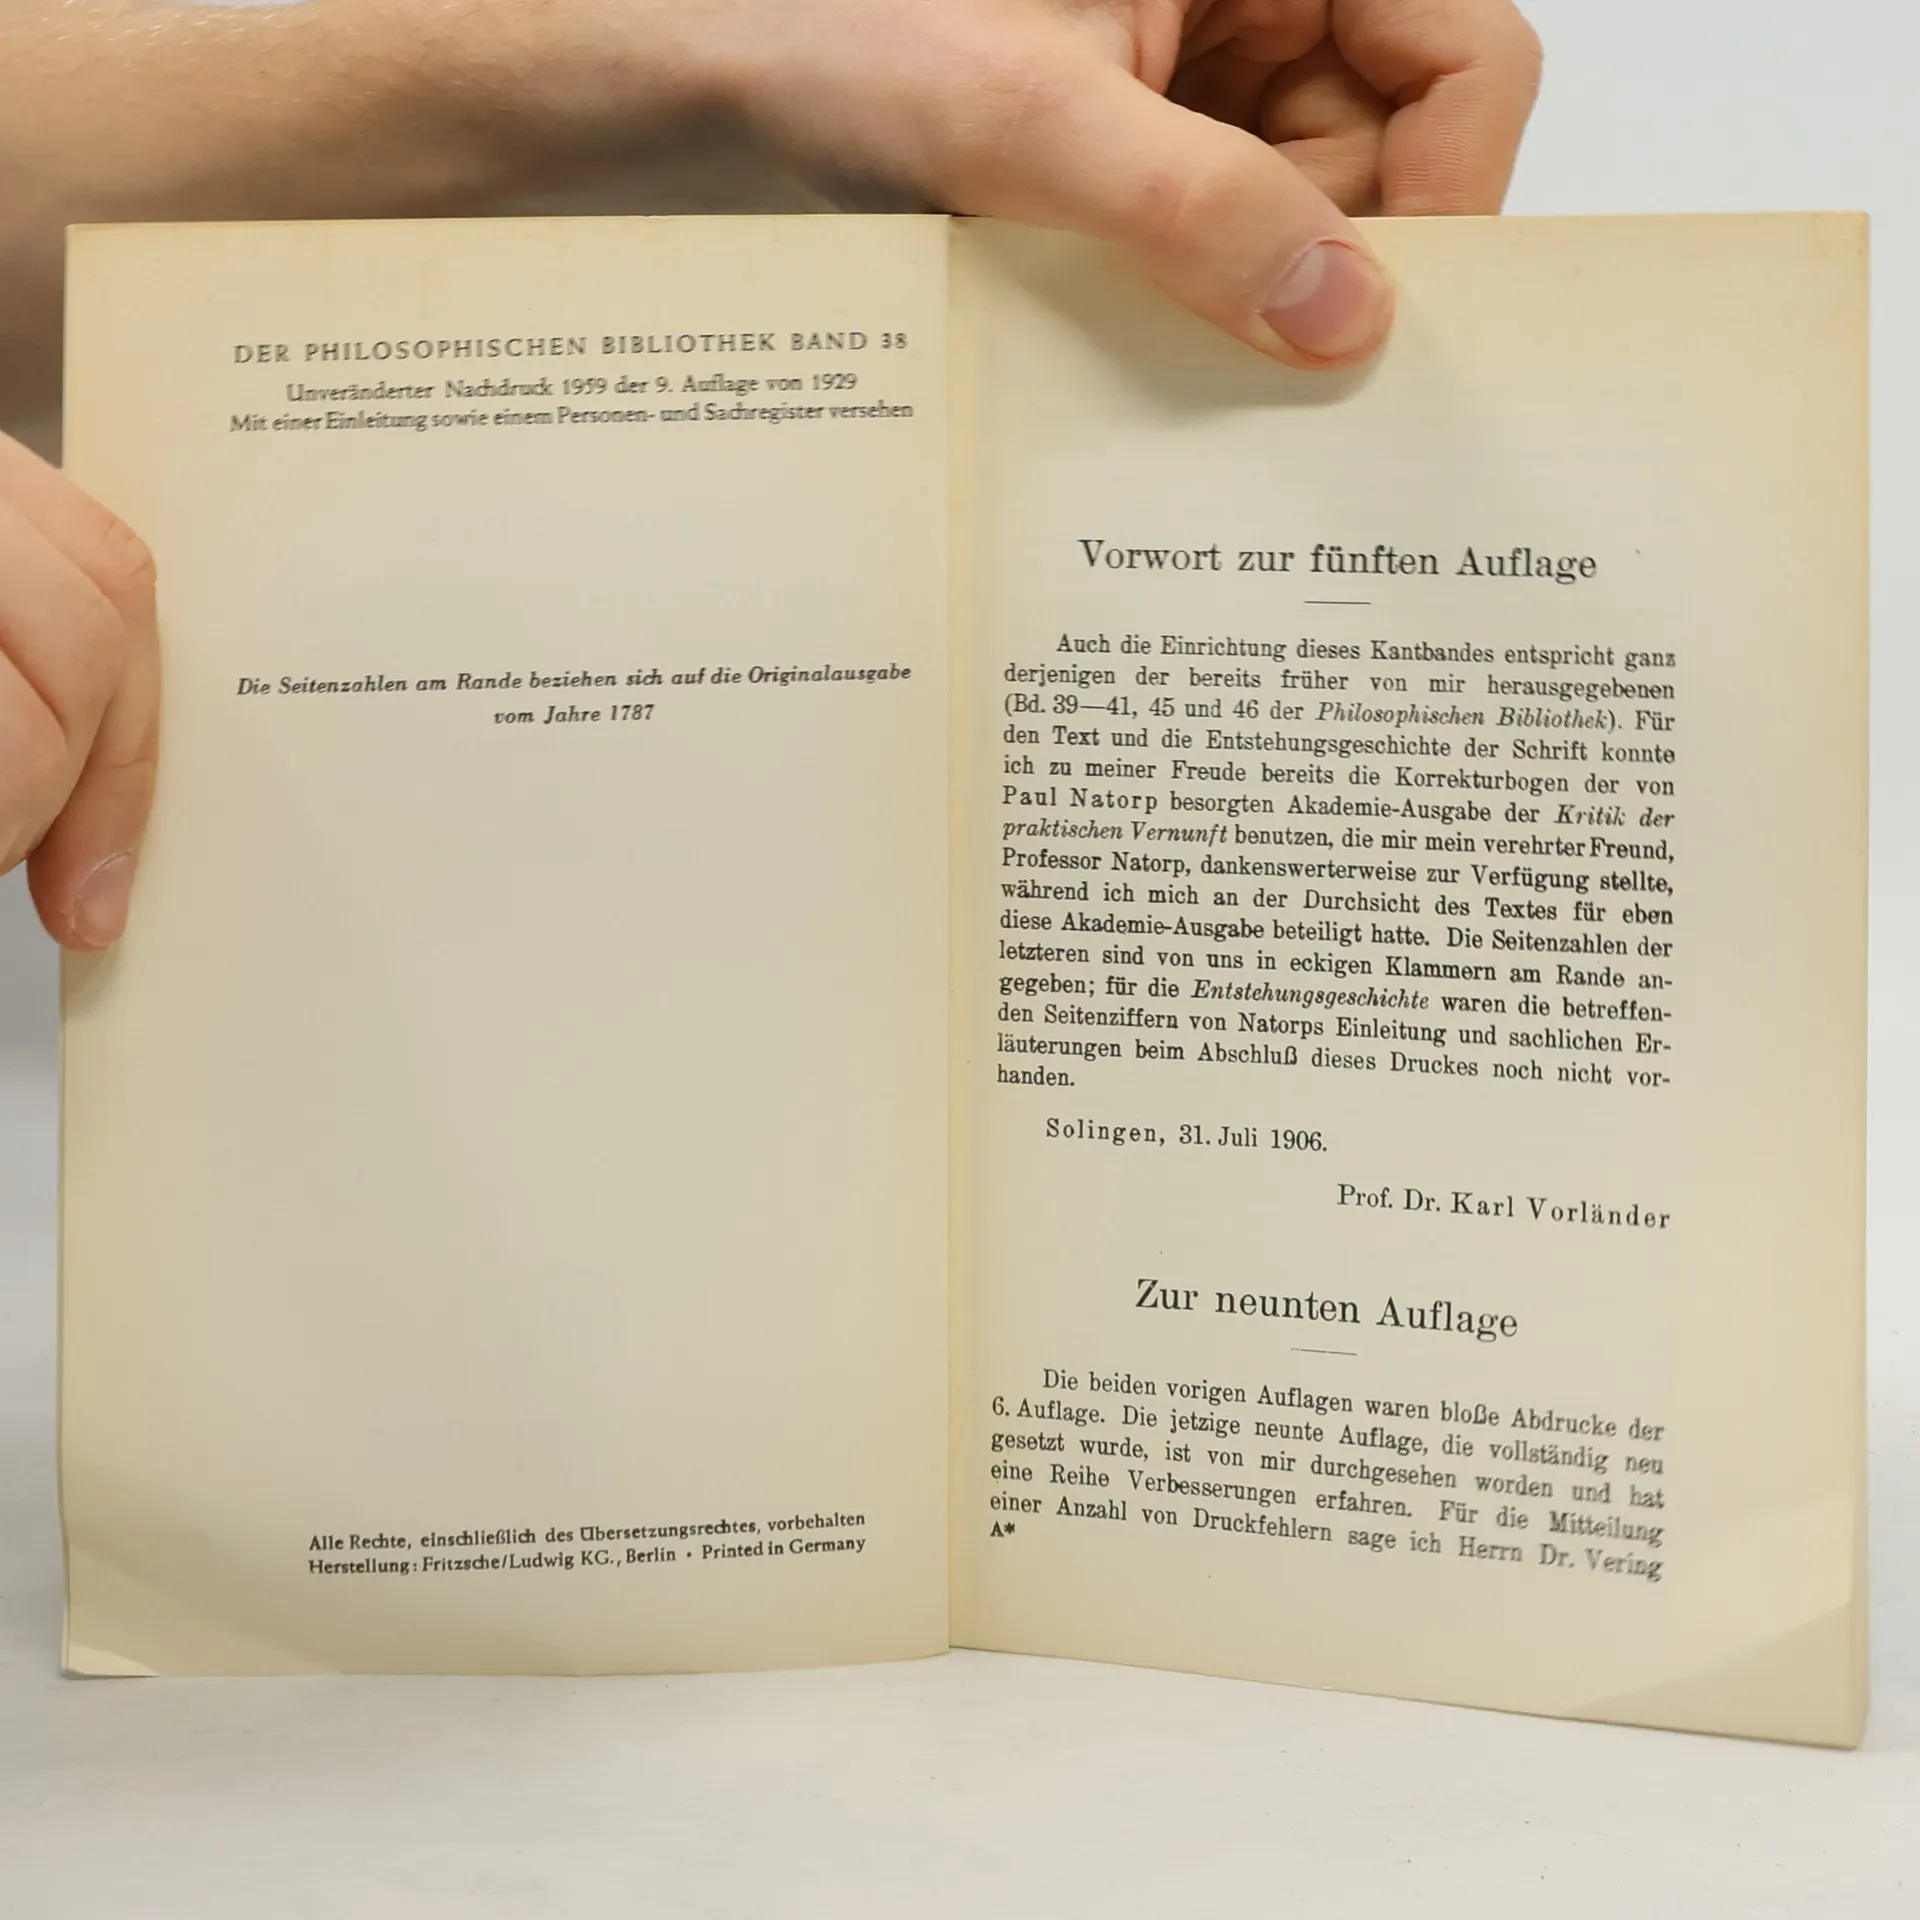 DER PHILOSOPHISCHEN BIBLIOTHEK BAND 38
Unveränderter Nachdruck 1959 der 9. Auflage von 1929
Mit einer Einleitung sowie einem Personen- und Sachregister versehen
Die Seitenzahlen am Rande beziehen sich auf die Originalausgabe
vom Jahre 1787
Alle Rechte, einschließlich des Übersetzungsrechtes, vorbehalten
Herstellung: Fritzsche/Ludwig KG., Berlin • Printed in Germany
Vorwort zur fünften Auflage
Auch die Einrichtung dieses Kantbandes entspricht ganz
derjenigen der bereits früher von mir herausgegebenen
(Bd. 39—41, 45 und 46 der Philosophischen Bibliothek). Für
den Text und die Entstehungsgeschichte der Schrift konnte
ich zu meiner Freude bereits die Korrekturbogen der von
Paul Natorp besorgten Akademie-Ausgabe der Kritik der
praktischen Vernunft benutzen, die mir mein verehrter Freund,
Professor Natorp, dankenswerterweise zur Verfügung stellte,
während ich mich an der Durchsicht des Textes für eben
diese Akademie-Ausgabe beteiligt hatte. Die Seitenzahlen der
letzteren sind von uns in eckigen Klammern am Rande an-
gegeben; für die Entstehungsgeschichte waren die betreffen-
den Seitenziffern von Natorps Einleitung und sachlichen Er-
läuterungen beim Abschluß dieses Druckes noch nicht vor-
handen.
Solingen, 31. Juli 1906.
Prof. Dr. Karl Vorländer
Zur neunten Auflage
Die beiden vorigen Auflagen waren bloße Abdrucke der
6. Auflage. Die jetzige neunte Auflage, die vollständig neu
gesetzt wurde, ist von mir durchgesehen worden und hat
eine Reihe Verbesserungen erfahren. Für die Mitteilung
einer Anzahl von Druckfehlern sage ich Herrn Dr. Vering
A*